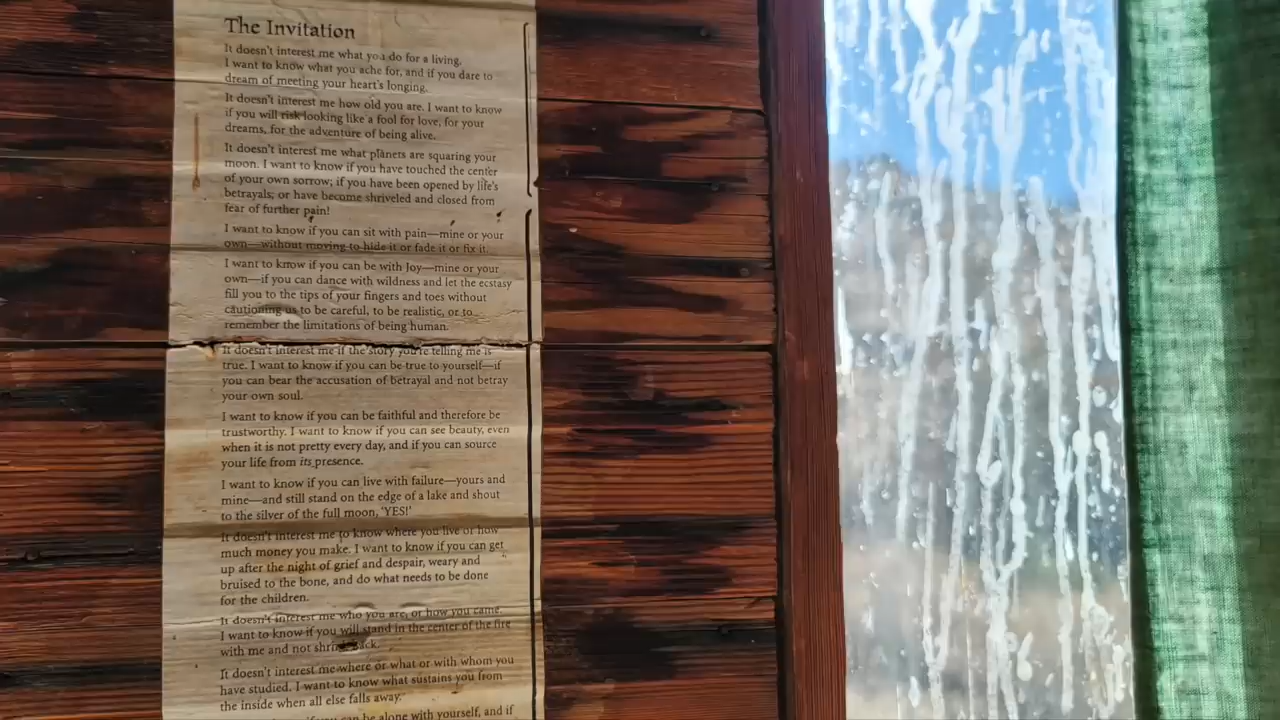 The Invitation
It doesn't interest me what you do for a living.
I want to know what you ache for, and if you dare to
dream of meeting your heart's longing.
It doesn't interest me how old you are. I want to know
if you will risk looking like a fool for love, for your
dreams, for the adventure of being alive.
It doesn't interest me what planets are squaring your
moon. I want to know if you have touched the center
of your own sorrow; if you have been opened by life's
betrayals; or have become shriveled and closed from
fear of further pain!
I want to know if you can sit with pain—mine or your
own—without moving to hide it or fade it or fix it.
I want to know if you can be with Joy—mine or your
own—if you can dance with wildness and let the ecstasy
fill you to the tips of your fingers and toes without
cautioning us to be careful, to be realistic, or to
remember the limitations of being human.
It doesn't interest me if the story you're telling me is
true. I want to know if you can be true to yourself—if
you can bear the accusation of betrayal and not betray
your own soul.
I want to know if you can be faithful and therefore be
trustworthy. I want to know if you can see beauty, even
when it is not pretty every day, and if you can source
your life from its presence.
I want to know if you can live with failure—yours and
mine—and still stand on the edge of a lake and shout
to the silver of the full moon, 'YES!'
It doesn't interest me to know where you live or how
much money you make. I want to know if you can get
up after the night of grief and despair, weary and
bruised to the bone, and do what needs to be done
for the children.
It doesn't interest me who you are, or how you came.
I want to know if you will stand in the center of the fire
with me and not shrink back.
It doesn't interest me where or what or with whom you
have studied. I want to know what sustains you from
the inside when all else falls away.
if you can be alone with yourself, and if